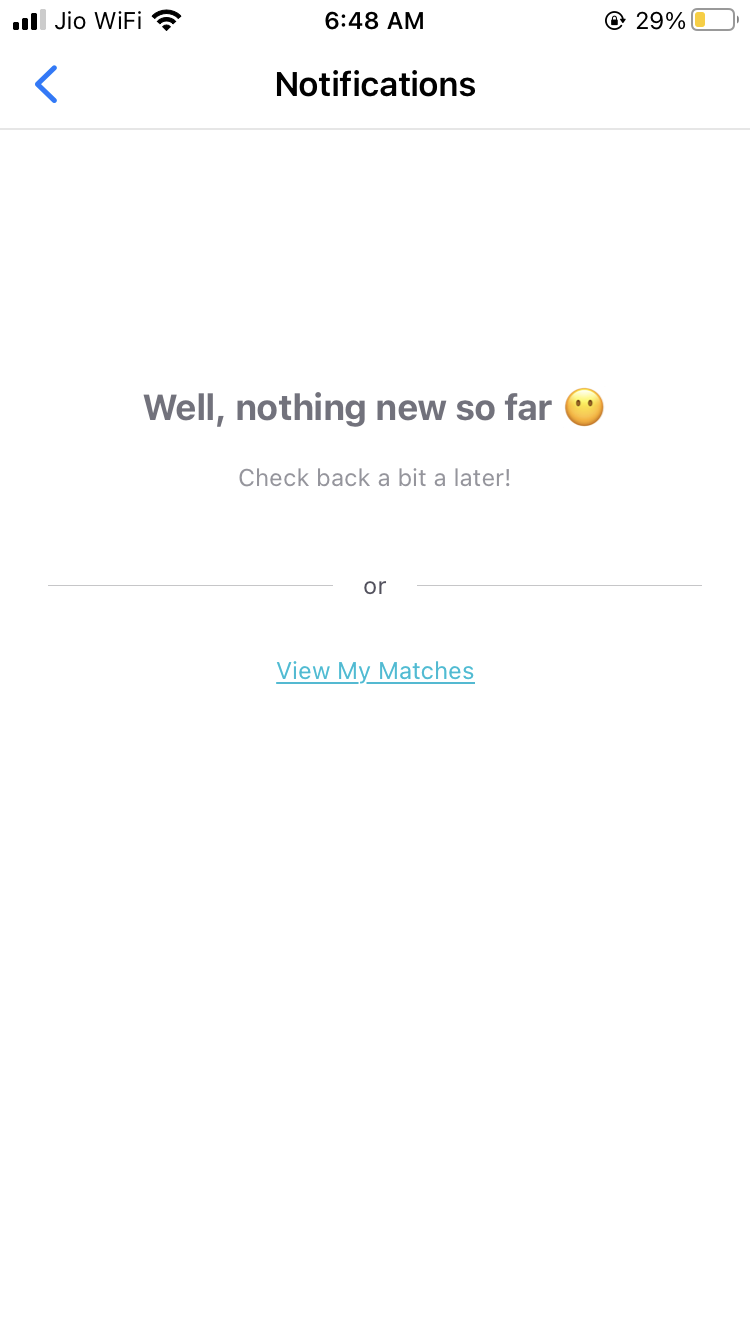 Jio WiFi 6:48 AM 29%
Notifications
Well, nothing new so far 😶
Check back a bit a later!
or
View My Matches